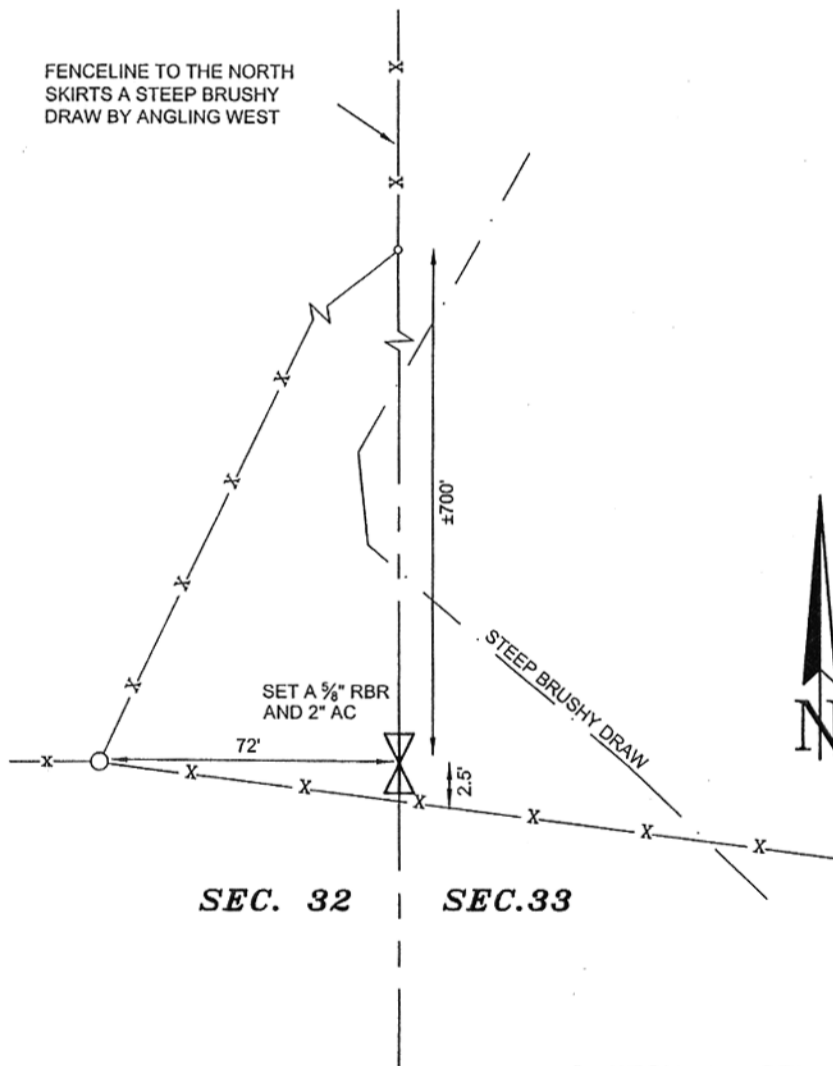 FENCELINE TO THE NORTH
SKIRTS A STEEP BRUSHY
DRAW BY ANGLING WEST
±700'
STEEP BRUSHY DRAW
SET A ⅝" RBR
AND 2" AC
72'
2.5'
N
SEC. 32
SEC.33